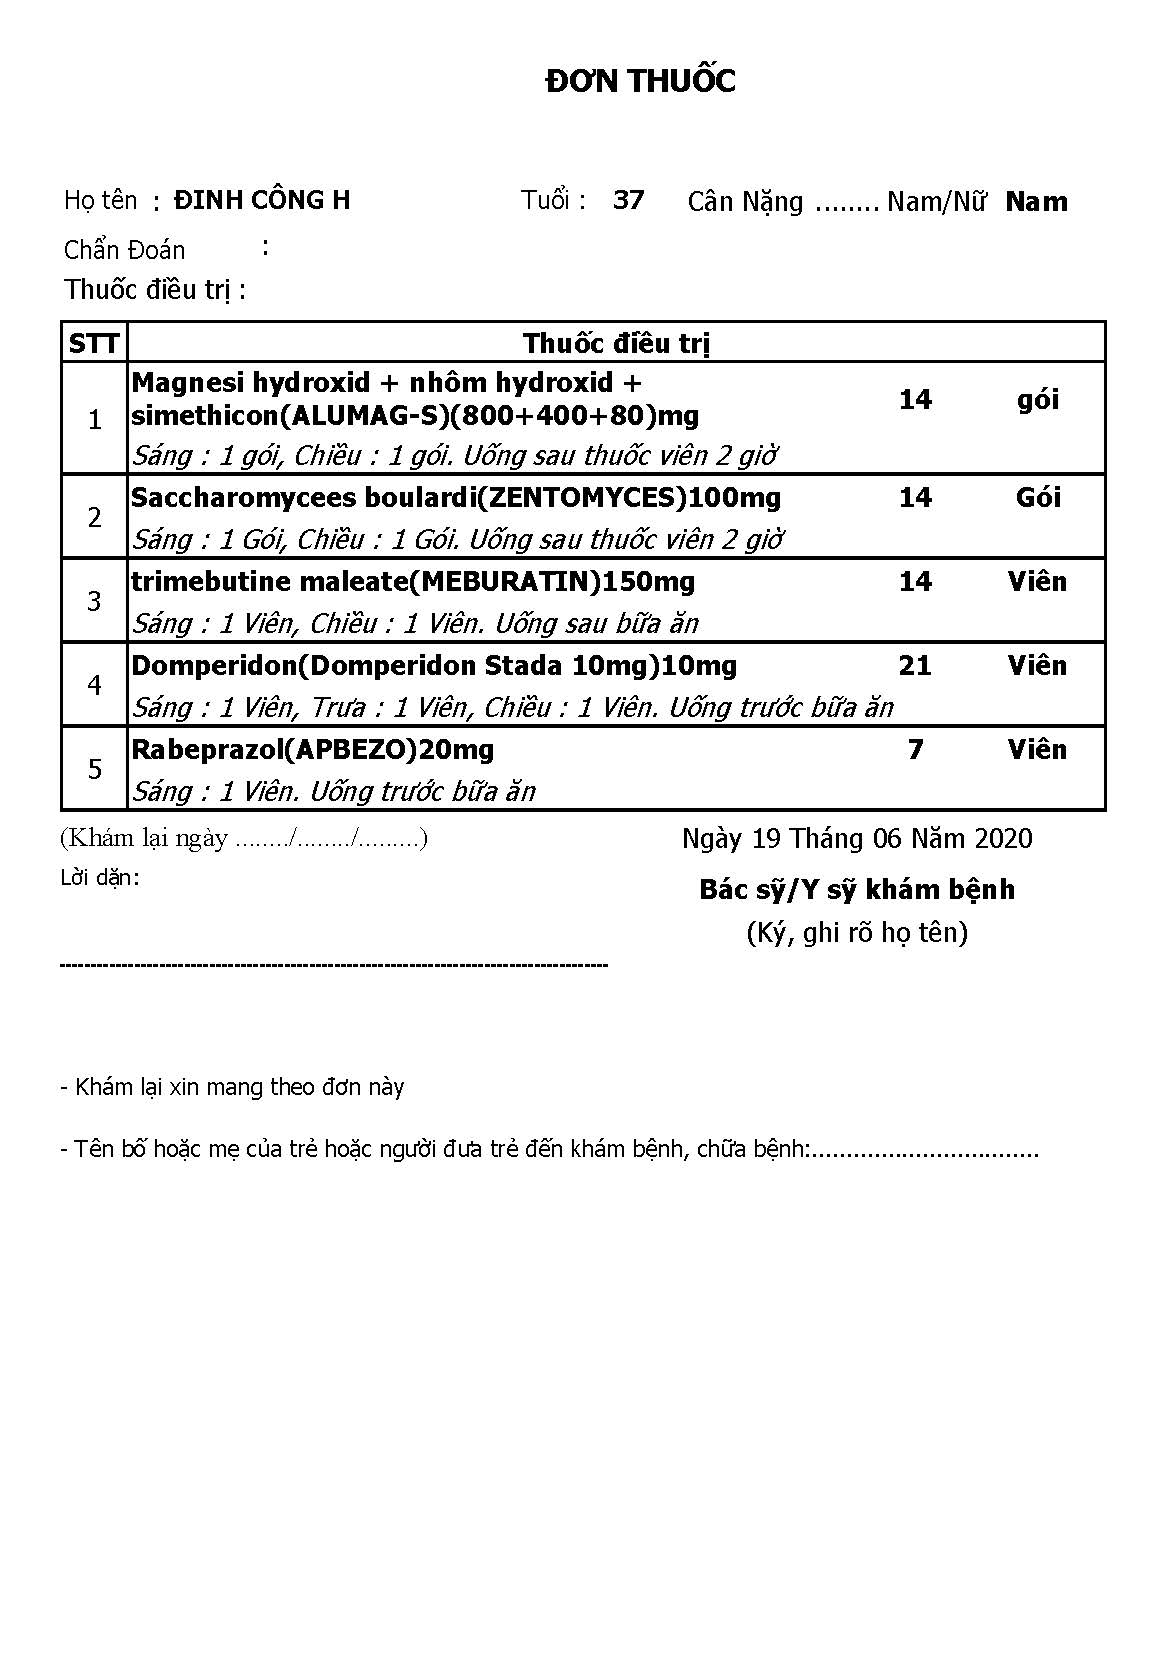 ĐƠN THUỐC
Họ tên : ĐINH CÔNG H Tuổi : 37 Cân Nặng ........ Nam/Nữ Nam
Chẩn Đoán :
Thuốc điều trị :
STT Thuốc điều trị
1 Magnesi hydroxid + nhôm hydroxid +
simethicon(ALUMAG-S)(800+400+80)mg 14 gói
Sáng : 1 gói, Chiều : 1 gói. Uống sau thuốc viên 2 giờ
2 Saccharomycees boulardi(ZENTOMYCES)100mg 14 Gói
Sáng : 1 Gói, Chiều : 1 Gói. Uống sau thuốc viên 2 giờ
3 trimebutine maleate(MEBURATIN)150mg 14 Viên
Sáng : 1 Viên, Chiều : 1 Viên. Uống sau bữa ăn
4 Domperidon(Domperidon Stada 10mg)10mg 21 Viên
Sáng : 1 Viên, Trưa : 1 Viên, Chiều : 1 Viên. Uống trước bữa ăn
5 Rabeprazol(APBEZO)20mg 7 Viên
Sáng : 1 Viên. Uống trước bữa ăn
(Khám lại ngày ......../......../.........) Ngày 19 Tháng 06 Năm 2020
Lời dặn:
Bác sỹ/Y sỹ khám bệnh
(Ký, ghi rõ họ tên)
- Khám lại xin mang theo đơn này
- Tên bố hoặc mẹ của trẻ hoặc người đưa trẻ đến khám bệnh, chữa bệnh:.................................